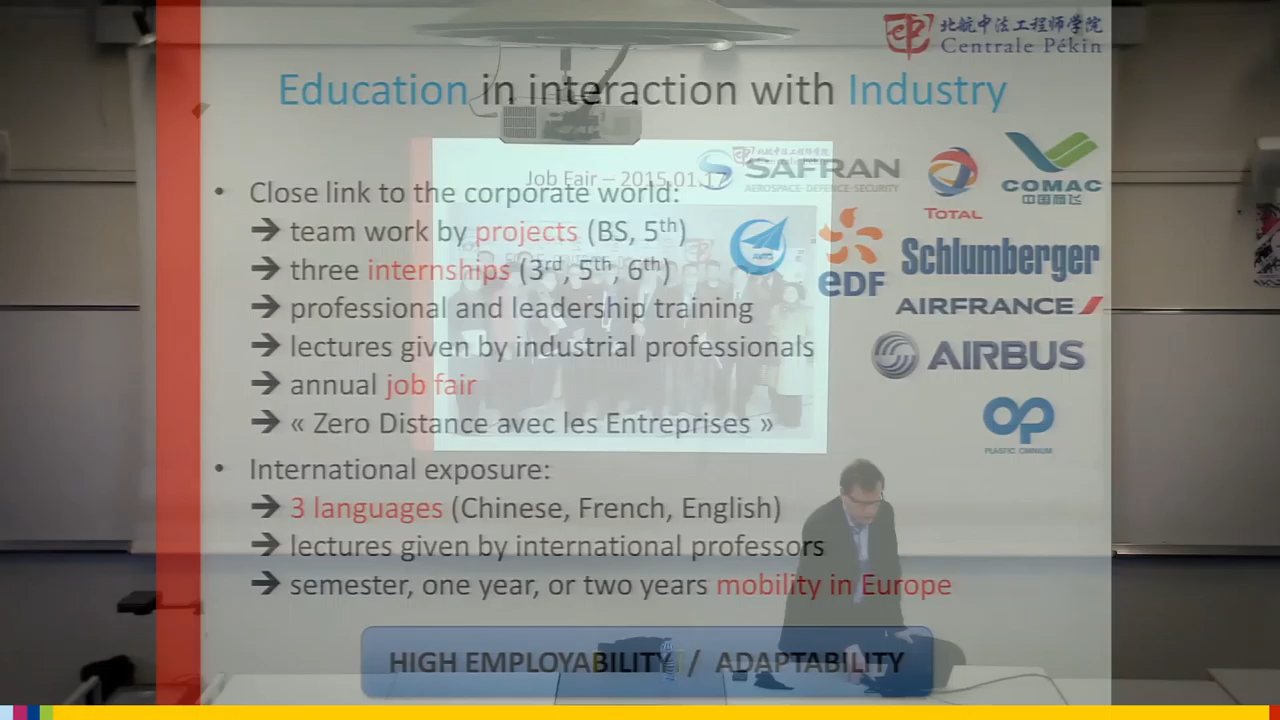 北航中法工程师学院
Centrale Pékin
Education in interaction with Industry
Job Fair – 2015.01.17
• Close link to the corporate world:
➔ team work by projects (BS, 5th)
➔ three internships (3rd, 5th, 6th)
➔ professional and leadership training
➔ lectures given by industrial professionals
➔ annual job fair
➔ « Zero Distance avec les Entreprises »
• International exposure:
➔ 3 languages (Chinese, French, English)
➔ lectures given by international professors
➔ semester, one year, or two years mobility in Europe
HIGH EMPLOYABILITY / ADAPTABILITY
SAFRAN
AEROSPACE·DEFENCE·SECURITY
TOTAL
COMAC
中国商飞
eDF
Schlumberger
AIRFRANCE
AIRBUS
PLASTIC OMNIUM